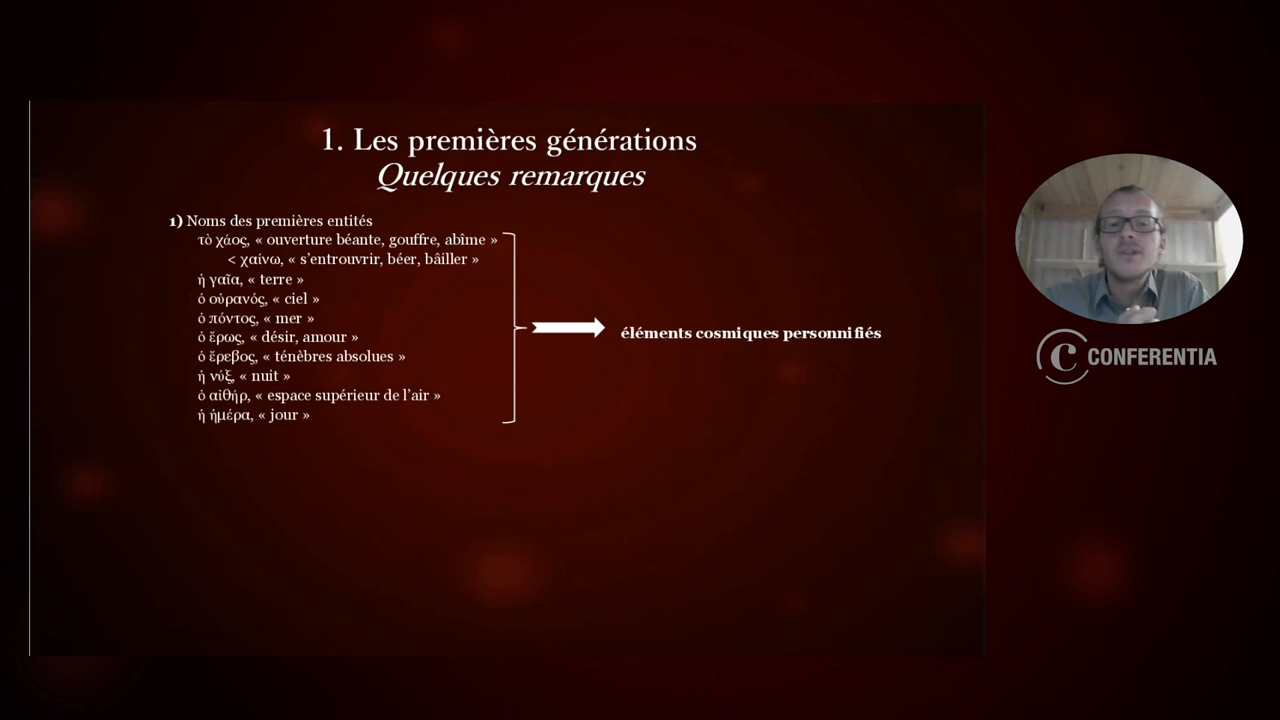 1. Les premières générations
Quelques remarques
1) Noms des premières entités
τὸ χάος, « ouverture béante, gouffre, abîme »
< χαίνω, « s’entrouvrir, béer, bâiller »
ἡ γαῖα, « terre »
ὁ οὐρανός, « ciel »
ὁ πόντος, « mer »
ὁ ἔρως, « désir, amour »
ὁ ἔρεβος, « ténèbres absolues »
ἡ νύξ, « nuit »
ὁ αἰθήρ, « espace supérieur de l’air »
ἡ ἡμέρα, « jour »
éléments cosmiques personnifiés
C CONFERENTIA